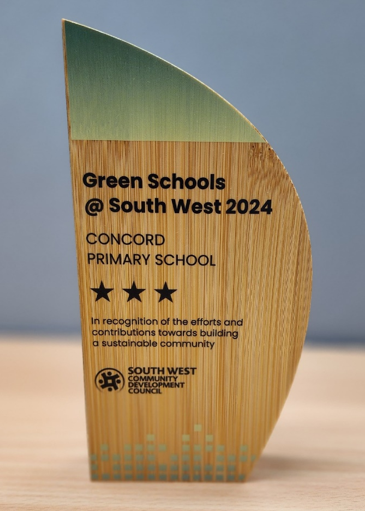 Green Schools
@ South West 2024
CONCORD
PRIMARY SCHOOL
In recognition of the efforts and
contributions towards building
a sustainable community
SOUTH WEST
COMMUNITY
DEVELOPMENT
COUNCIL